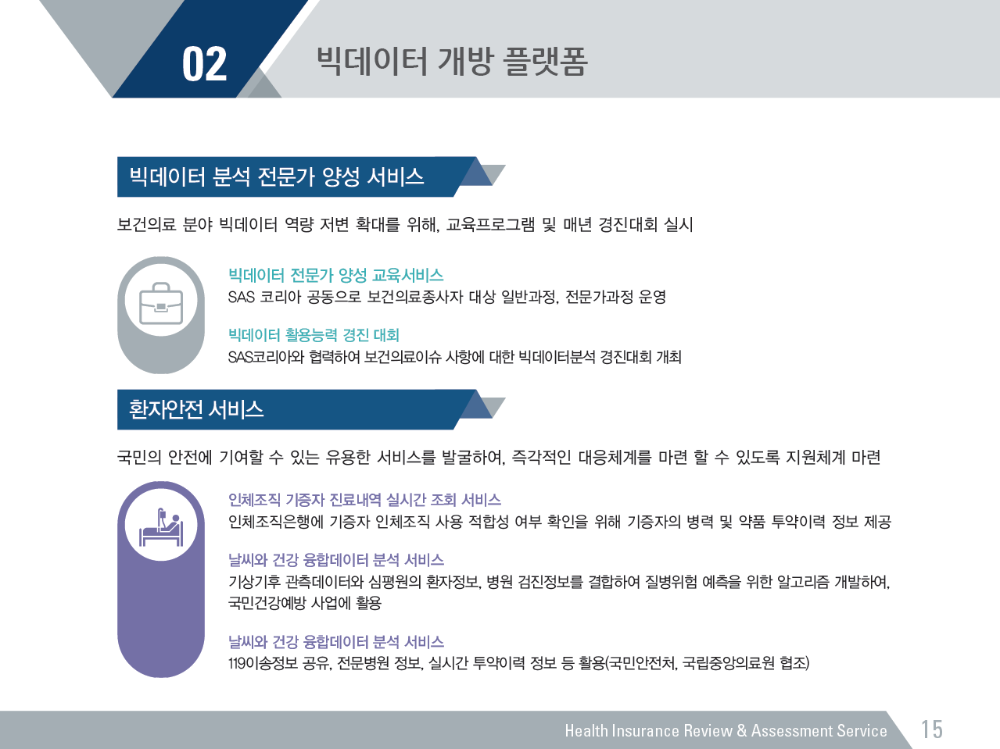 02
빅데이터 개방 플랫폼
빅데이터 분석 전문가 양성 서비스
보건의료 분야 빅데이터 역량 저변 확대를 위해, 교육프로그램 및 매년 경진대회 실시
빅데이터 전문가 양성 교육서비스
SAS 코리아 공동으로 보건의료종사자 대상 일반과정, 전문가과정 운영
빅데이터 활용능력 경진 대회
SAS코리아와 협력하여 보건의료이슈 사항에 대한 빅데이터분석 경진대회 개최
환자안전 서비스
국민의 안전에 기여할 수 있는 유용한 서비스를 발굴하여, 즉각적인 대응체계를 마련 할 수 있도록 지원체계 마련
인체조직 기증자 진료내역 실시간 조회 서비스
인체조직은행에 기증자 인체조직 사용 적합성 여부 확인을 위해 기증자의 병력 및 약품 투약이력 정보 제공
날씨와 건강 융합데이터 분석 서비스
기상기후 관측데이터와 심평원의 환자정보, 병원 검진정보를 결합하여 질병위험 예측을 위한 알고리즘 개발하여,
국민건강예방 사업에 활용
날씨와 건강 융합데이터 분석 서비스
119이송정보 공유, 전문병원 정보, 실시간 투약이력 정보 등 활용(국민안전처, 국립중앙의료원 협조)
Health Insurance Review & Assessment Service
15